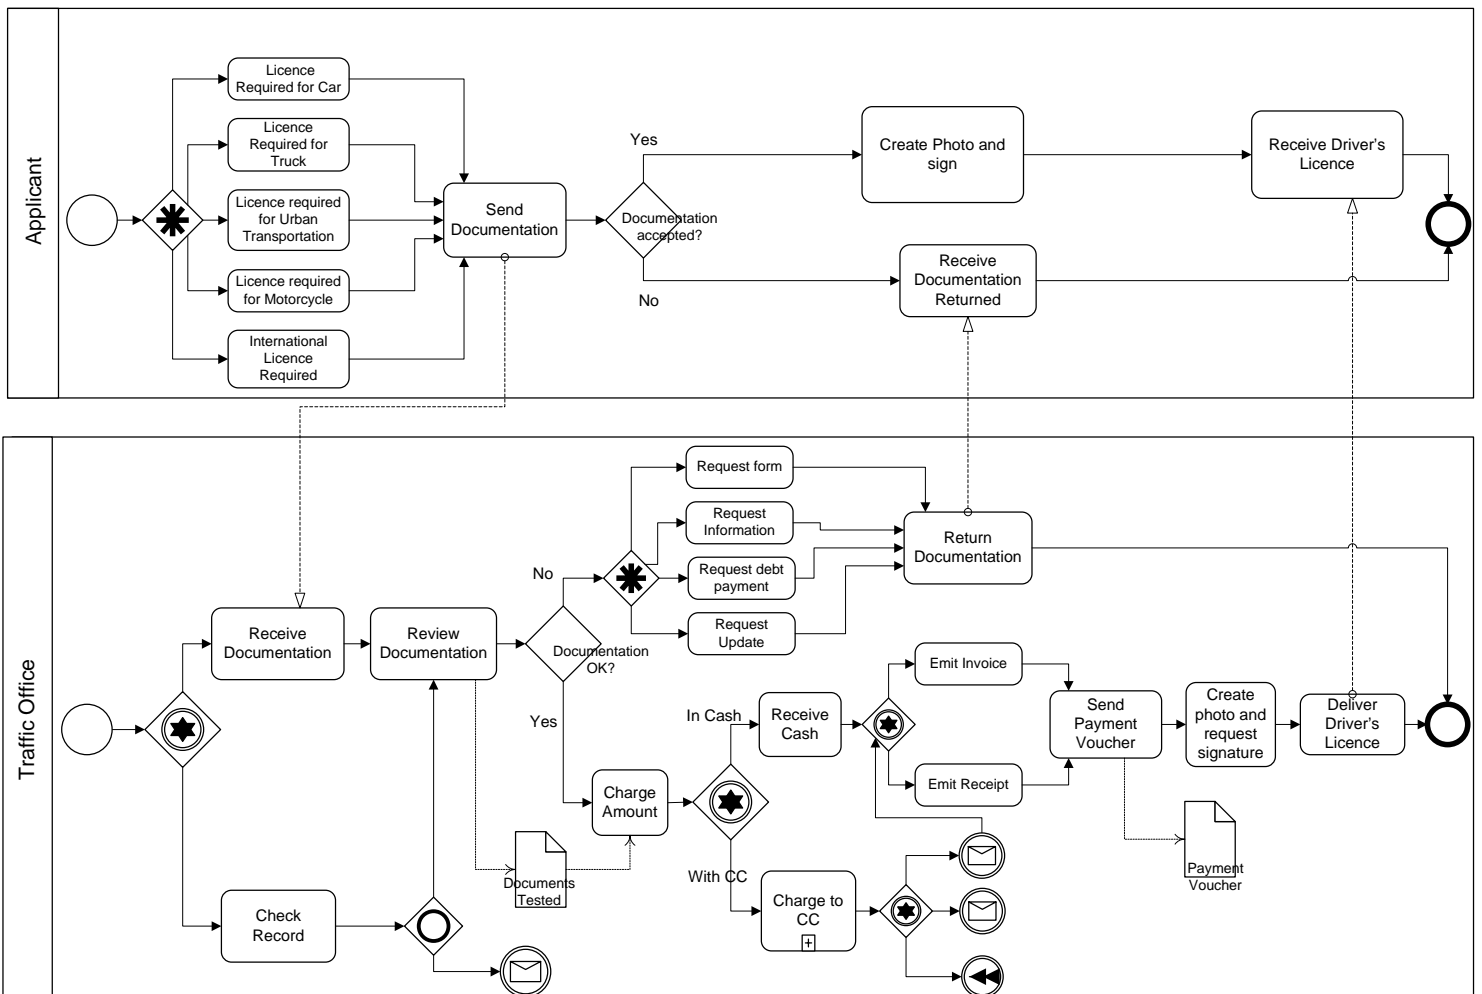 Applicant
Licence
Required for Car
Licence
Required for
Truck
Licence required
for Urban
Transportation
Licence required
for Motorcycle
International
Licence
Required
Send
Documentation
Yes
Documentation
accepted?
No
Create Photo and
sign
Receive
Documentation
Returned
Receive Driver's
Licence
Traffic Office
Receive
Documentation
Review
Documentation
No
Documentation
OK?
Yes
Request form
Request
Information
Request debt
payment
Request
Update
Return
Documentation
Check
Record
Documents
Tested
Charge
Amount
In Cash
With CC
Receive
Cash
Charge to
CC
Emit Invoice
Emit Receipt
Send
Payment
Voucher
Create
photo and
request
signature
Deliver
Driver's
Licence
Payment
Voucher